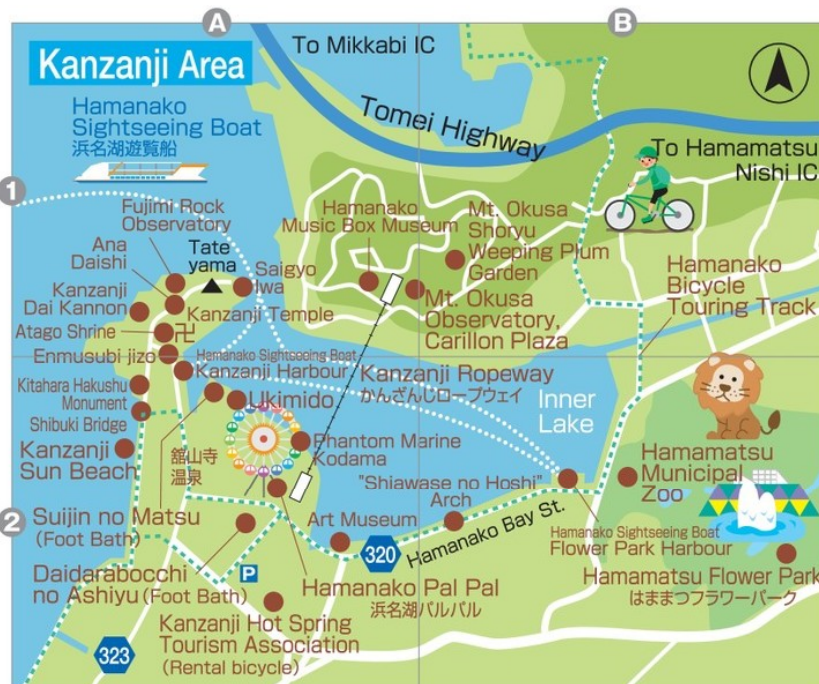 A
B
Kanzanji Area
To Mikkabi IC
Tomei Highway
To Hamamatsu
Nishi IC
Hamanako
Sightseeing Boat
浜名湖遊覧船
1
Fujimi Rock
Observatory
Ana
Daishi
Tate
yama
Saigyo
Iwa
Kanzanji
Dai Kannon
Kanzanji Temple
Atago Shrine
卍
Enmusubi jizo
Hamanako
Music Box Museum
Mt. Okusa
Shoryu
Weeping Plum
Garden
Mt. Okusa
Observatory,
Carillon Plaza
Hamanako
Bicycle
Touring Track
Hamanako Sightseeing Boat
Kanzanji Harbour
Kanzanji Ropeway
かんざんじロープウェイ
Kitahara Hakushu
Monument
Ukimido
Inner
Lake
Shibuki Bridge
Kanzanji
Sun Beach
舘山寺
温泉
Phantom Marine
Kodama
"Shiawase no Hoshi"
Arch
Hamamatsu
Municipal
Zoo
2
Suijin no Matsu
(Foot Bath)
Art Museum
320
Hamanako Bay St.
Hamanako Sightseeing Boat
Flower Park Harbour
Daidarabocchi
no Ashiyu (Foot Bath)
P
Hamanako Pal Pal
浜名湖パルパル
Hamamatsu Flower Park
はままつフラワーパーク
Kanzanji Hot Spring
Tourism Association
(Rental bicycle)
323